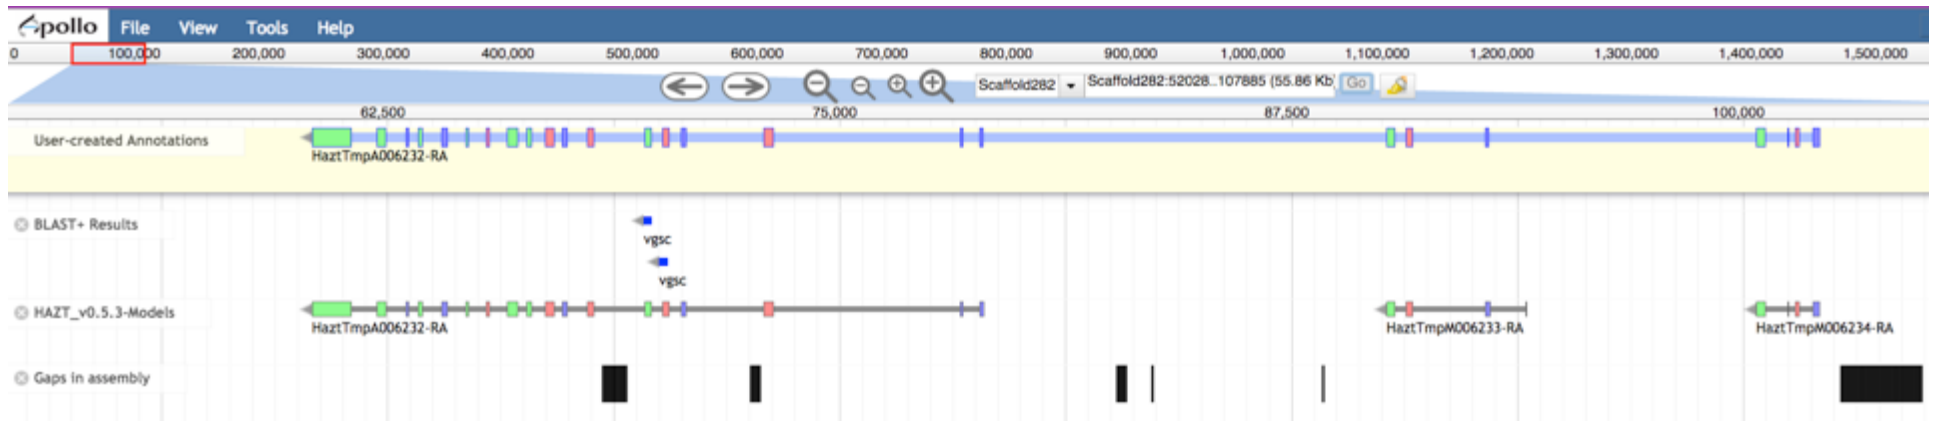 Apollo File View Tools Help
0 100,000 200,000 300,000 400,000 500,000 600,000 700,000 800,000 900,000 1,000,000 1,100,000 1,200,000 1,300,000 1,400,000 1,500,000
Scaffold282 Scaffold282:52028..107885 (55.86 Kb) Go
62,500 75,000 87,500 100,000
User-created Annotations
HaztTmpA006232-RA
BLAST+ Results
vgsc
vgsc
HAZT_v0.5.3-Models
HaztTmpA006232-RA HaztTmpM006233-RA HaztTmpM006234-RA
Gaps in assembly